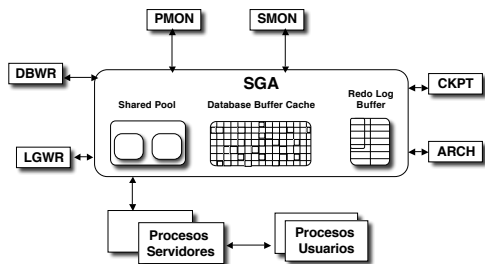 PMON
SMON
DBWR
SGA
CKPT
Shared Pool
Database Buffer Cache
Redo Log
Buffer
LGWR
ARCH
Procesos
Servidores
Procesos
Usuarios